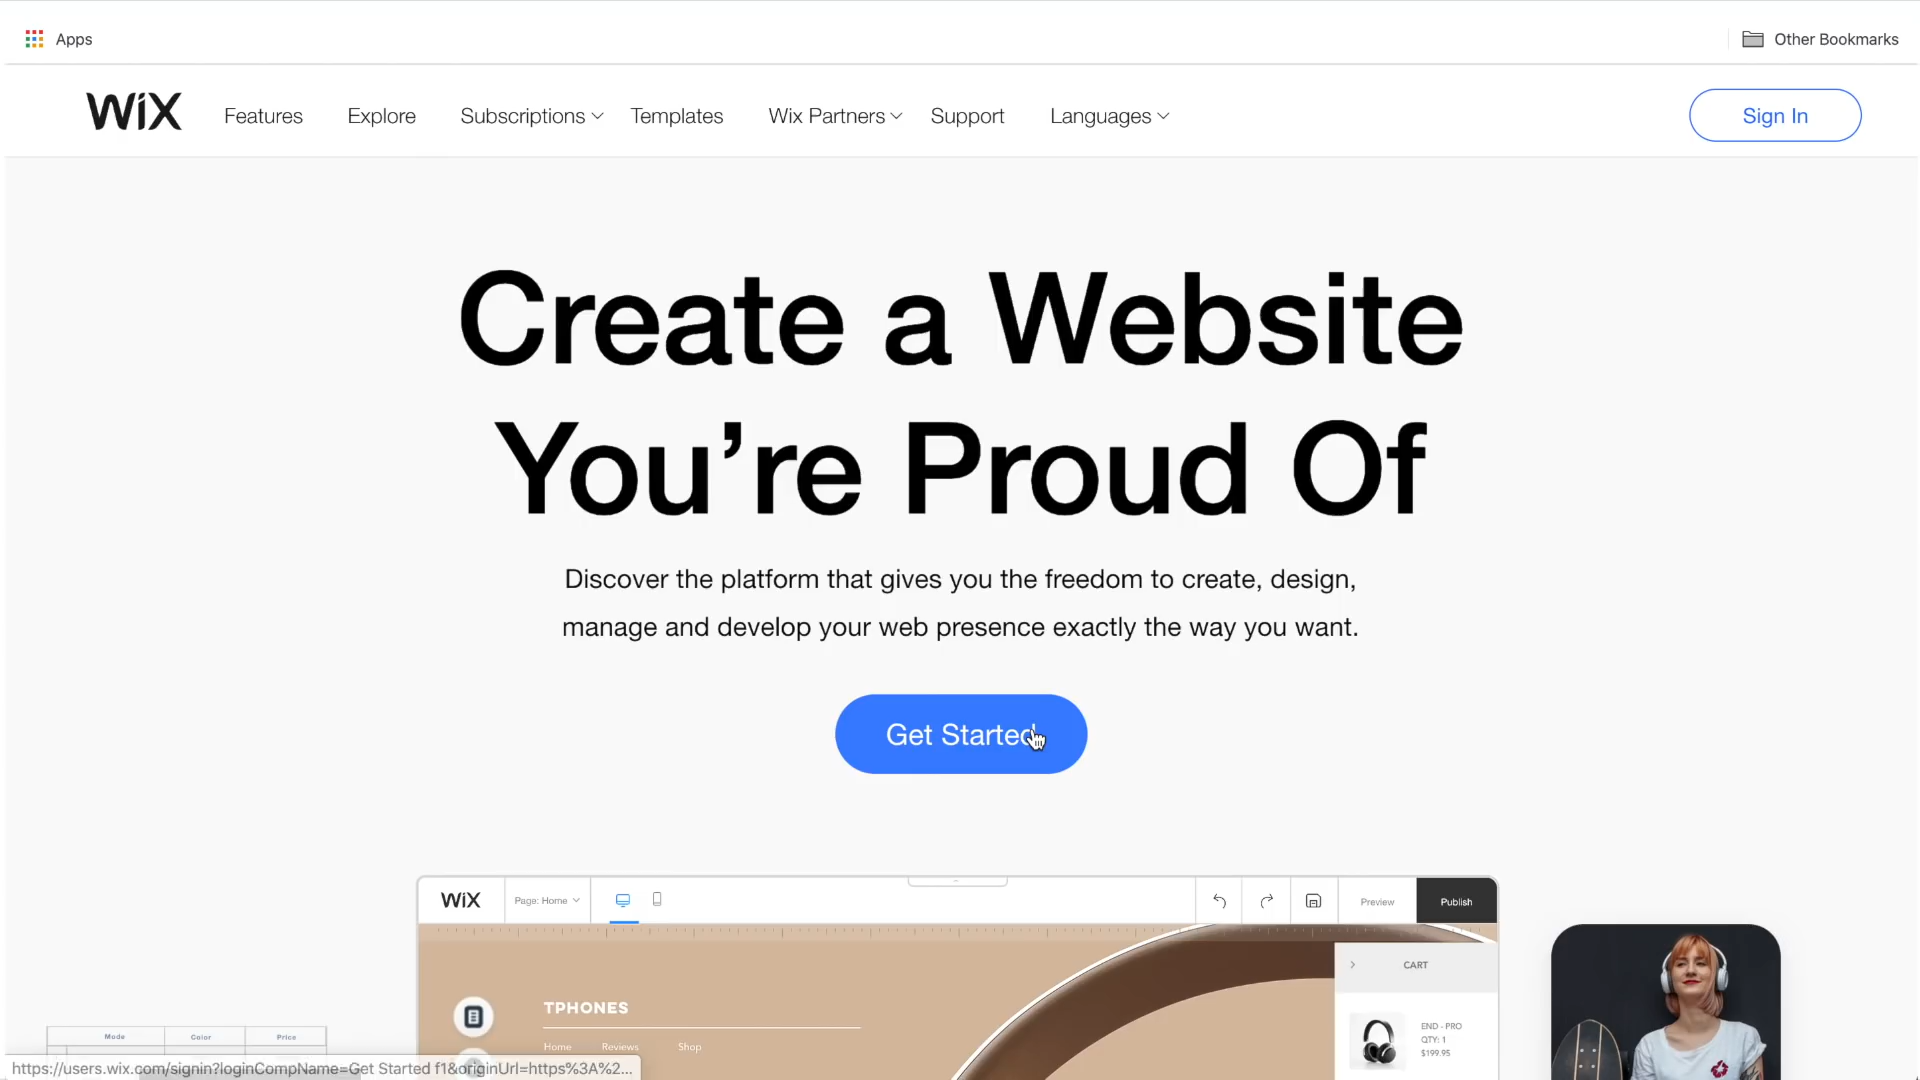 Apps
Other Bookmarks
WiX
Features
Explore
Subscriptions
Templates
Wix Partners
Support
Languages
Sign In
Create a Website
You're Proud Of
Discover the platform that gives you the freedom to create, design,
manage and develop your web presence exactly the way you want.
Get Started
WiX
Page: Home
Preview
Publish
CART
TPHONES
END - PRO
QTY: 1
$199.95
Home
Reviews
Shop
Mode
Color
Price
https://users.wix.com/signin?loginCompName=Get Started f1&originUrl=https%3A%2...